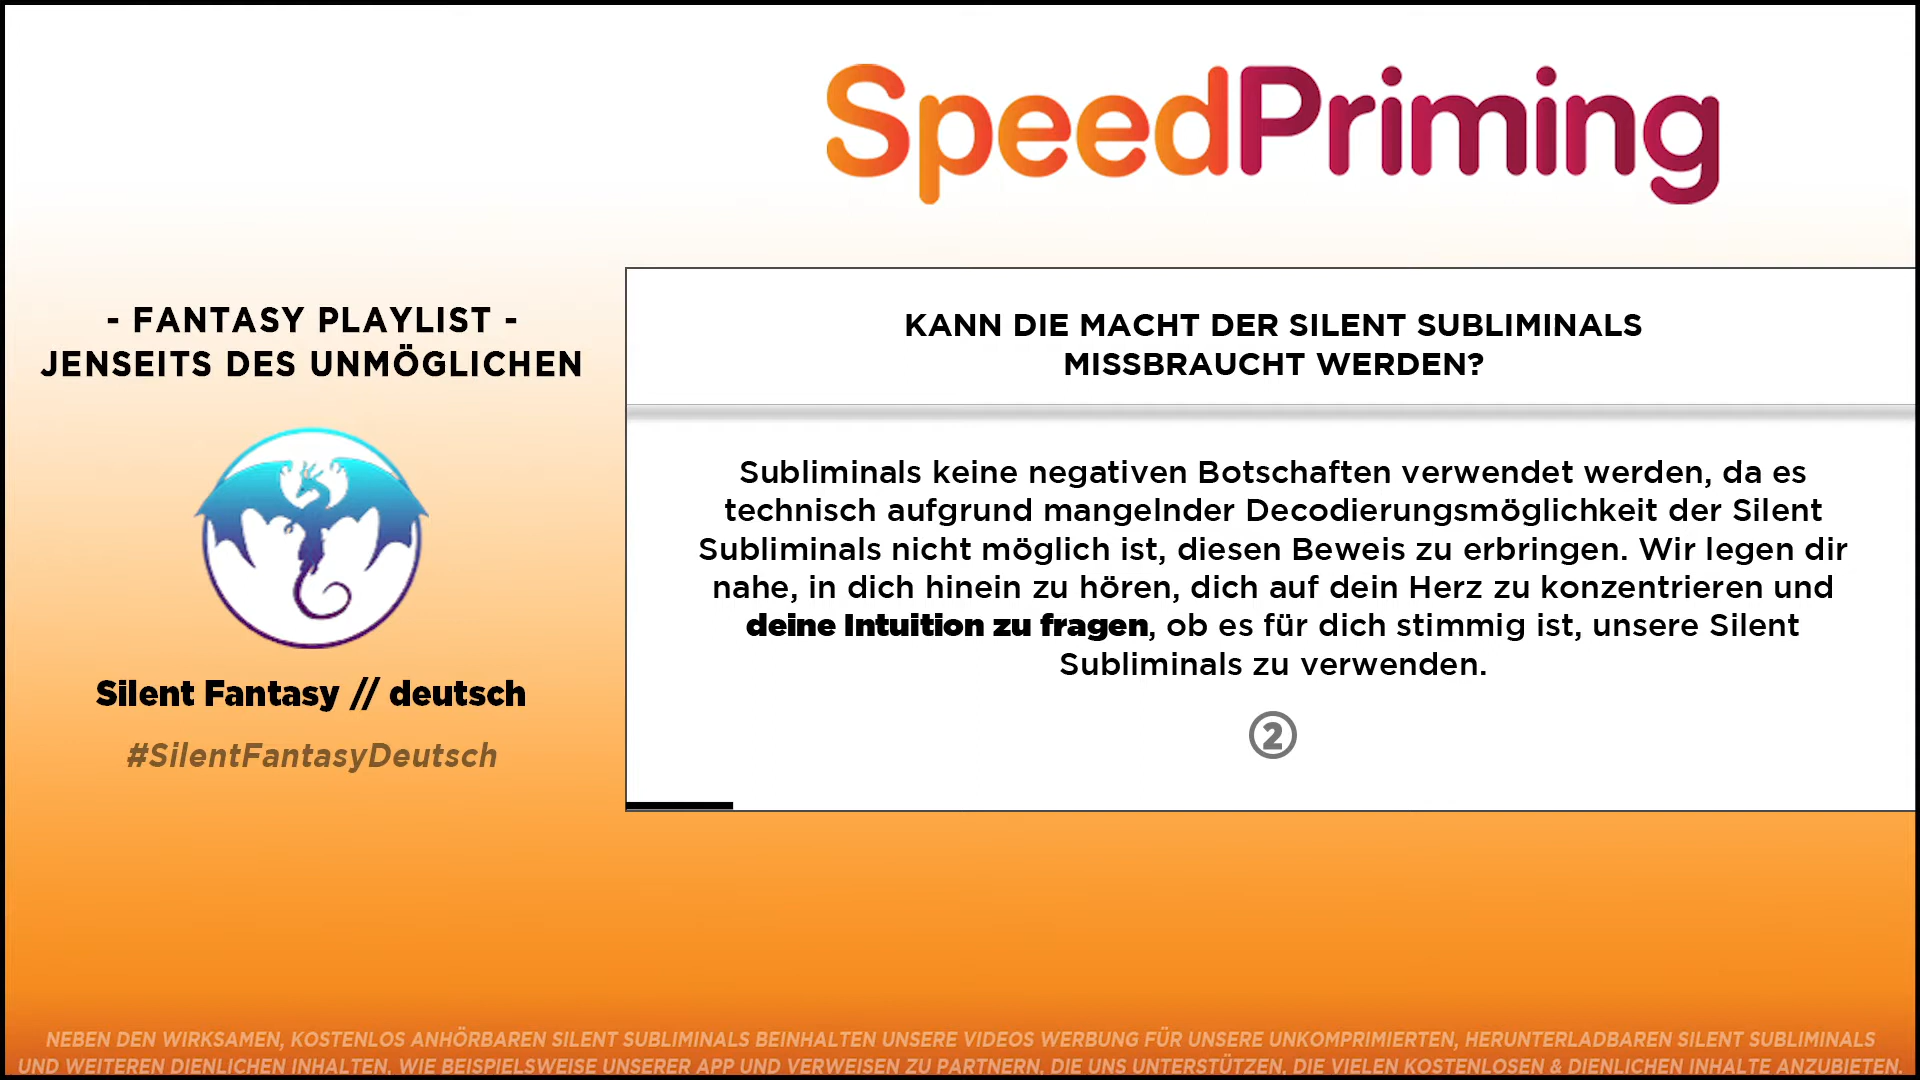 SpeedPriming
- FANTASY PLAYLIST -
JENSEITS DES UNMÖGLICHEN
Silent Fantasy // deutsch
#SilentFantasyDeutsch
KANN DIE MACHT DER SILENT SUBLIMINALS
MISSBRAUCHT WERDEN?
Subliminals keine negativen Botschaften verwendet werden, da es
technisch aufgrund mangelnder Decodierungsmöglichkeit der Silent
Subliminals nicht möglich ist, diesen Beweis zu erbringen. Wir legen dir
nahe, in dich hinein zu hören, dich auf dein Herz zu konzentrieren und
deine Intuition zu fragen, ob es für dich stimmig ist, unsere Silent
Subliminals zu verwenden.
②
NEBEN DEN WIRKSAMEN, KOSTENLOS ANHÖRBAREN SILENT SUBLIMINALS BEINHALTEN UNSERE VIDEOS WERBUNG FÜR UNSERE UNKOMPRIMIERTEN, HERUNTERLADBAREN SILENT SUBLIMINALS
UND WEITEREN DIENLICHEN INHALTEN, WIE BEISPIELSWEISE UNSERER APP UND VERWEISEN ZU PARTNERN, DIE UNS UNTERSTÜTZEN, DIE VIELEN KOSTENLOSEN & DIENLICHEN INHALTE ANZUBIETEN.